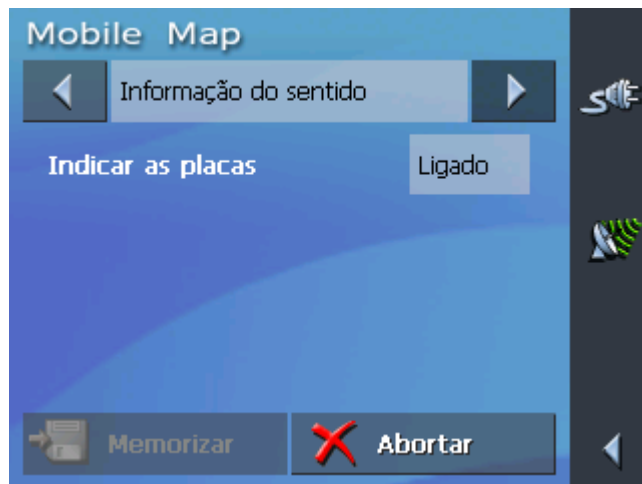 Mobile Map
Informação do sentido
Indicar as placas
Ligado
Memorizar
Abortar